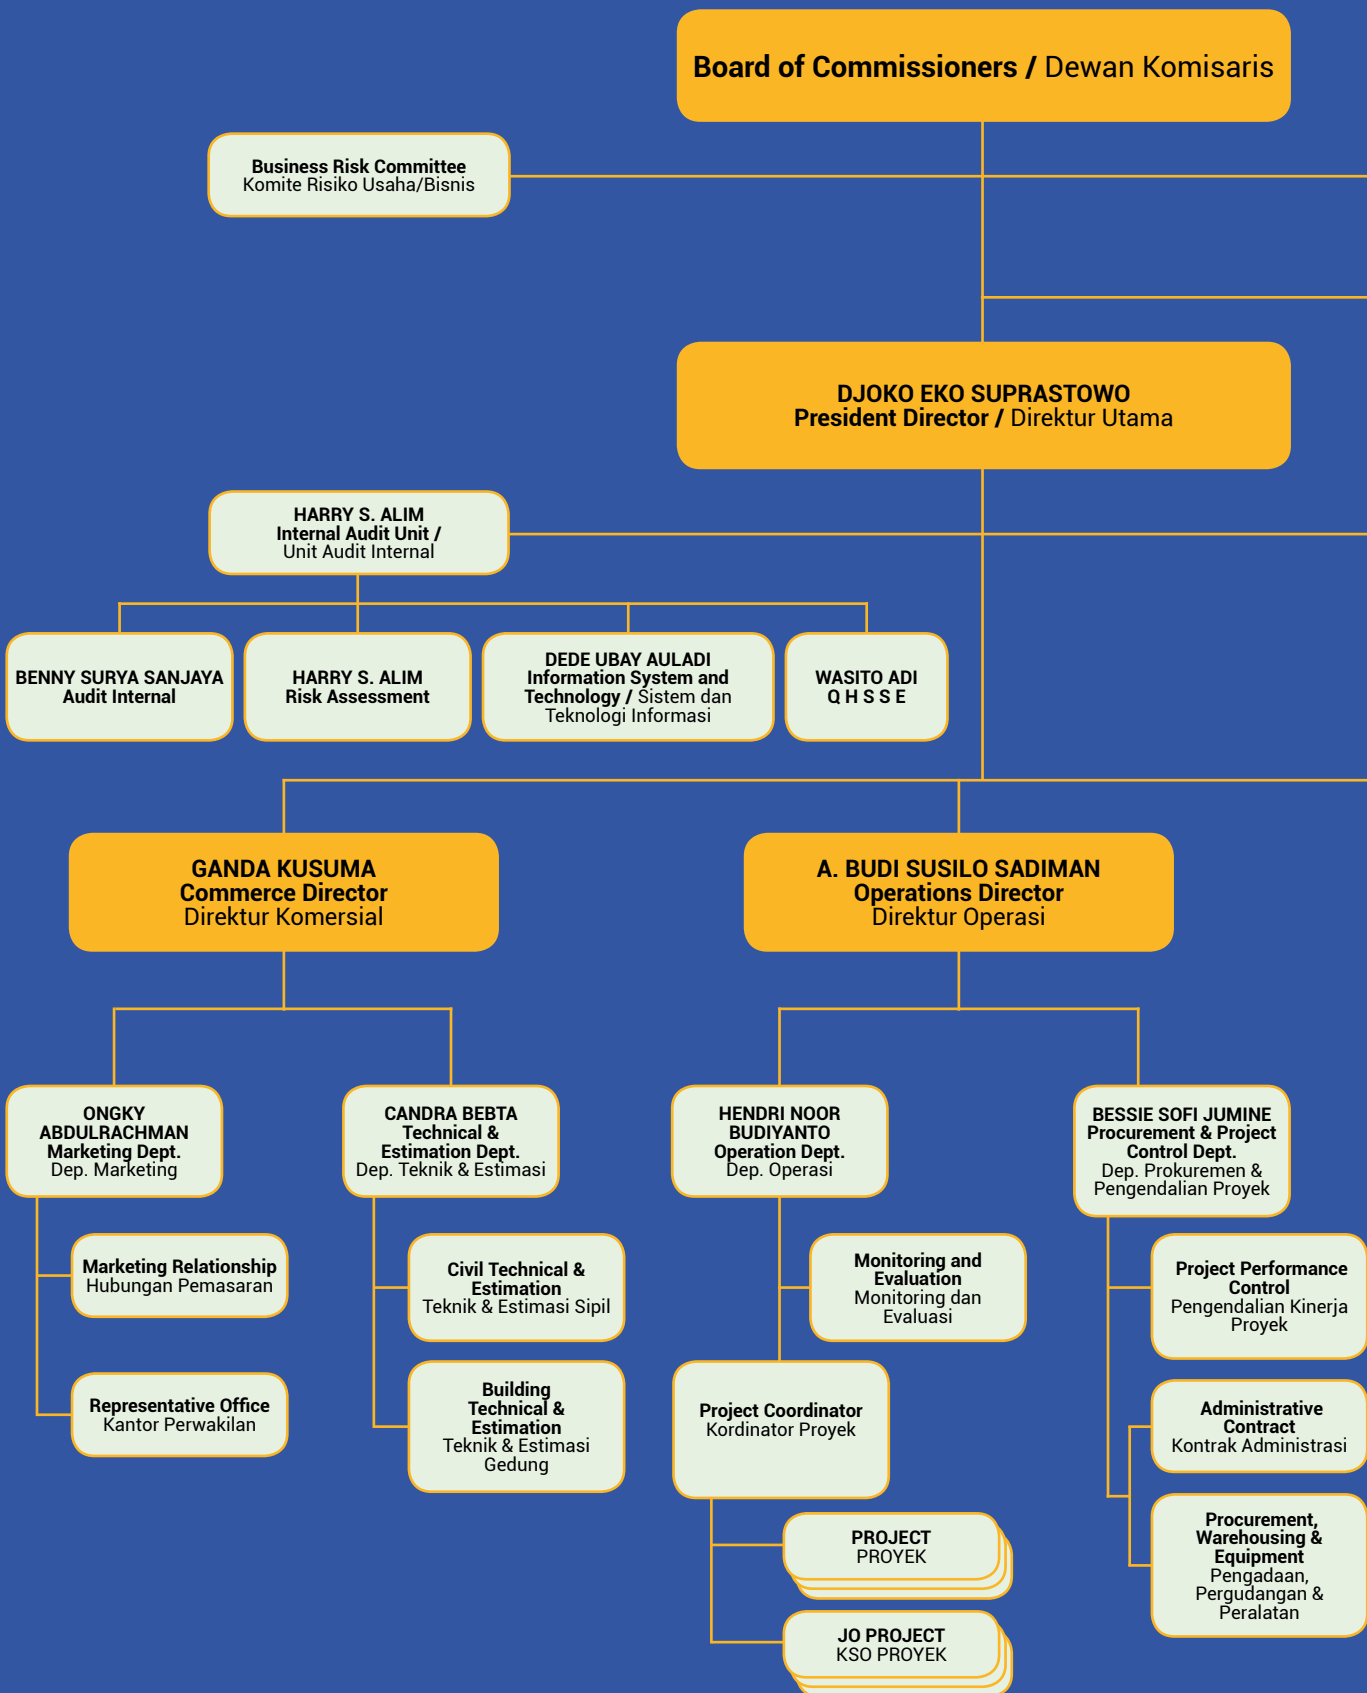 Board of Commissioners / Dewan Komisaris
Business Risk Committee
Komite Risiko Usaha/Bisnis
DJOKO EKO SUPRASTOWO
President Director / Direktur Utama
HARRY S. ALIM
Internal Audit Unit /
Unit Audit Internal
BENNY SURYA SANJAYA
Audit Internal
HARRY S. ALIM
Risk Assessment
DEDE UBAY AULADI
Information System and
Technology / Sistem dan
Teknologi Informasi
WASITO ADI
Q H S S E
GANDA KUSUMA
Commerce Director
Direktur Komersial
A. BUDI SUSILO SADIMAN
Operations Director
Direktur Operasi
ONGKY
ABDULRACHMAN
Marketing Dept.
Dep. Marketing
CANDRA BEBTA
Technical &
Estimation Dept.
Dep. Teknik & Estimasi
HENDRI NOOR
BUDIYANTO
Operation Dept.
Dep. Operasi
BESSIE SOFI JUMINE
Procurement & Project
Control Dept.
Dep. Prokuremen &
Pengendalian Proyek
Marketing Relationship
Hubungan Pemasaran
Civil Technical &
Estimation
Teknik & Estimasi Sipil
Monitoring and
Evaluation
Monitoring dan
Evaluasi
Project Performance
Control
Pengendalian Kinerja
Proyek
Representative Office
Kantor Perwakilan
Building
Technical &
Estimation
Teknik & Estimasi
Gedung
Project Coordinator
Kordinator Proyek
Administrative
Contract
Kontrak Administrasi
PROJECT
PROYEK
Procurement,
Warehousing &
Equipment
Pengadaan,
Pergudangan &
Peralatan
JO PROJECT
KSO PROYEK